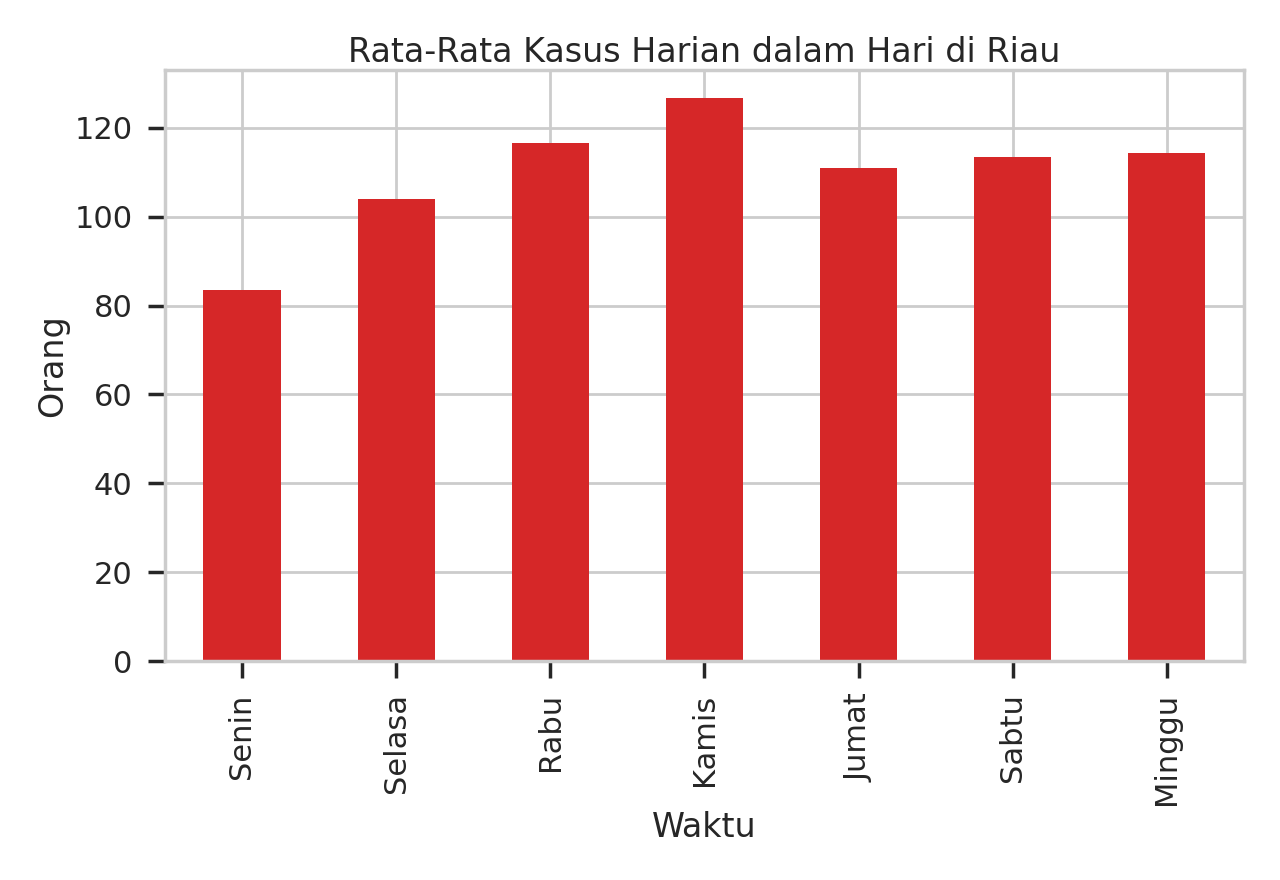 Rata-Rata Kasus Harian dalam Hari di Riau
120
100
80
60
40
20
0
Orang
Senin
Selasa
Rabu
Kamis
Jumat
Sabtu
Minggu
Waktu